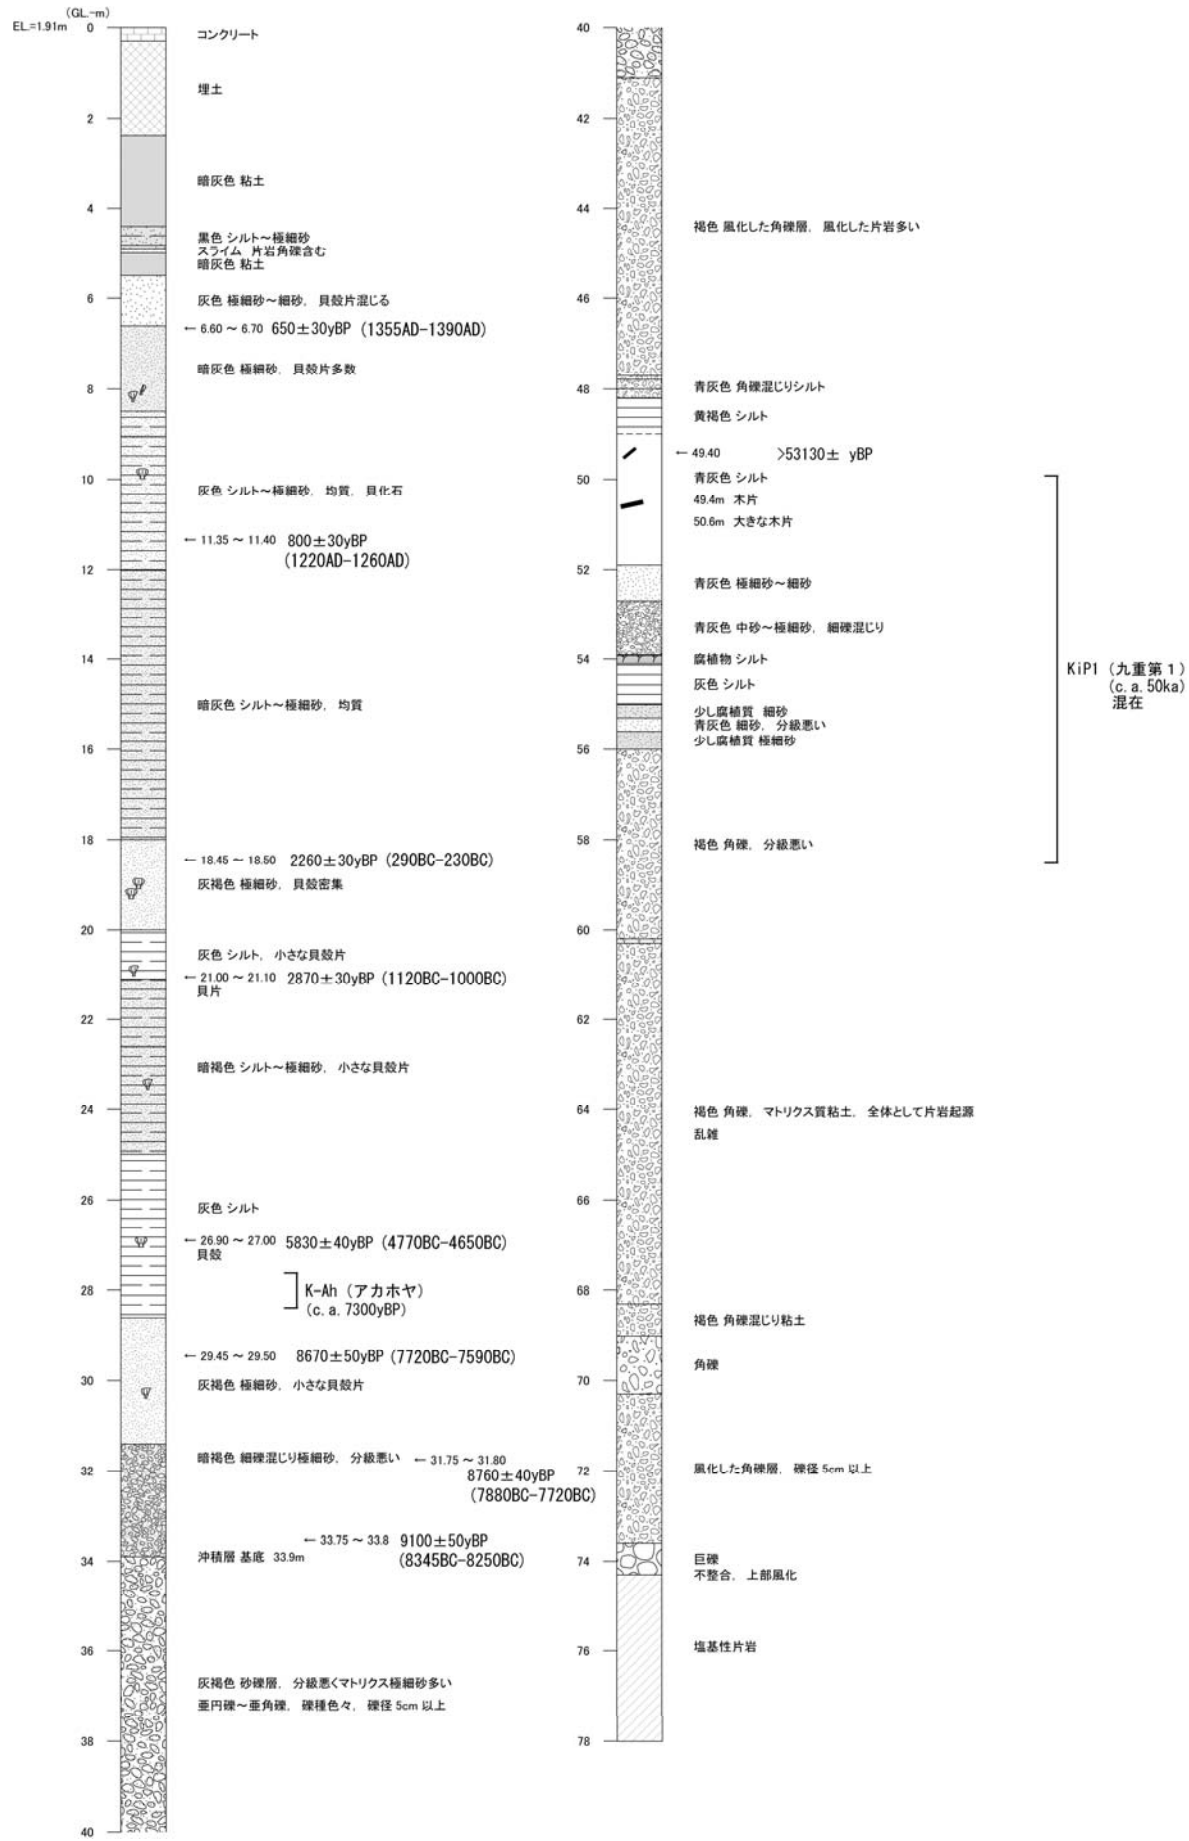 (GL.-m)
EL.=1.91m
0
コンクリート
埋土
2
暗灰色 粘土
4
黒色 シルト～極細砂
スライム 片岩角礫含む
暗灰色 粘土
6
灰色 極細砂～細砂, 貝殻片混じる
← 6.60 ～ 6.70 650±30yBP (1355AD-1390AD)
暗灰色 極細砂, 貝殻片多数
8
10
灰色 シルト～極細砂, 均質, 貝化石
← 11.35 ～ 11.40 800±30yBP
(1220AD-1260AD)
12
14
暗灰色 シルト～極細砂, 均質
16
18
← 18.45 ～ 18.50 2260±30yBP (290BC-230BC)
灰褐色 極細砂, 貝殻密集
20
灰色 シルト, 小さな貝殻片
← 21.00 ～ 21.10 2870±30yBP (1120BC-1000BC)
貝片
22
暗褐色 シルト～極細砂, 小さな貝殻片
24
26
灰色 シルト
← 26.90 ～ 27.00 5830±40yBP (4770BC-4650BC)
貝殻
28
K-Ah (アカホヤ)
(c.a.7300yBP)
← 29.45 ～ 29.50 8670±50yBP (7720BC-7590BC)
30
灰褐色 極細砂, 小さな貝殻片
暗褐色 細礫混じり極細砂, 分級悪い ← 31.75 ～ 31.80
8760±40yBP
(7880BC-7720BC)
32
← 33.75 ～ 33.8 9100±50yBP
(8345BC-8250BC)
沖積層 基底 33.9m
34
36
灰褐色 砂礫層, 分級悪くマトリクス極細砂多い
亜円礫～亜角礫, 礫種色々, 礫径 5cm 以上
38
40
40
42
44
褐色 風化した角礫層, 風化した片岩多い
46
48
青灰色 角礫混じりシルト
黄褐色 シルト
← 49.40 >53130± yBP
50
青灰色 シルト
49.4m 木片
50.6m 大きな木片
52
青灰色 極細砂～細砂
青灰色 中砂～極細砂, 細礫混じり
54
腐植物 シルト
灰色 シルト
少し腐植質 細砂
青灰色 細砂, 分級悪い
少し腐植質 極細砂
KiP1 (九重第1)
(c.a.50ka)
混在
56
58
褐色 角礫, 分級悪い
60
62
64
褐色 角礫, マトリクス質粘土, 全体として片岩起源
乱雑
66
68
褐色 角礫混じり粘土
角礫
70
72
風化した角礫層, 礫径 5cm 以上
74
巨礫
不整合, 上部風化
76
塩基性片岩
78